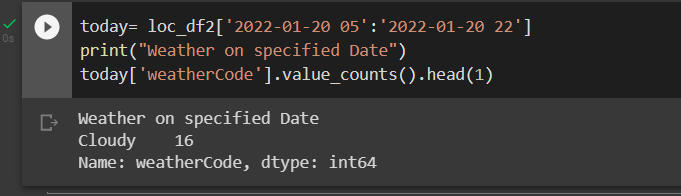 0s
today= loc_df2['2022-01-20 05':'2022-01-20 22']
print("Weather on specified Date")
today['weatherCode'].value_counts().head(1)
Weather on specified Date
Cloudy    16
Name: weatherCode, dtype: int64